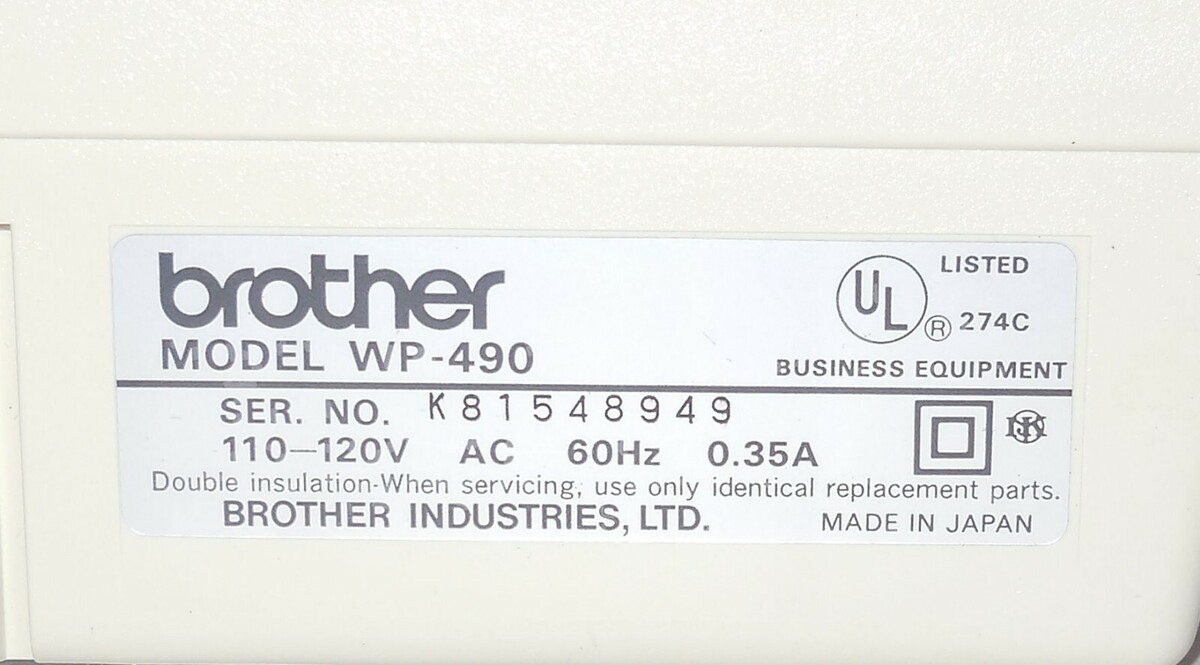 brother
MODEL WP-490
UL ® LISTED
274C
BUSINESS EQUIPMENT
SER. NO. K81548949
110—120V AC 60Hz 0.35A
Double insulation-When servicing, use only identical replacement parts.
BROTHER INDUSTRIES, LTD.
MADE IN JAPAN